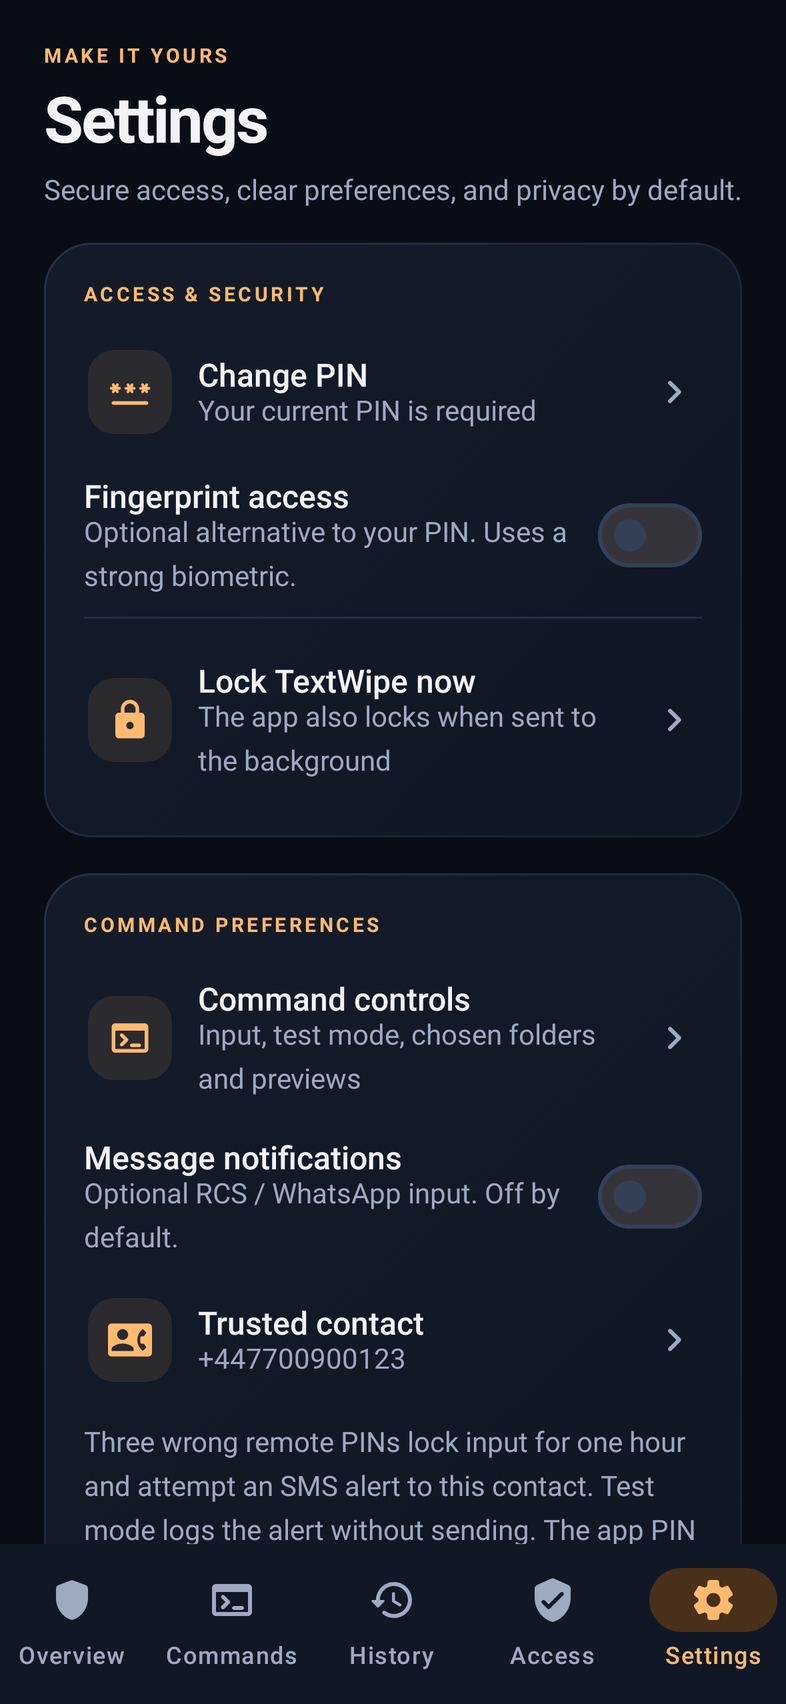 MAKE IT YOURS
Settings
Secure access, clear preferences, and privacy by default.
ACCESS & SECURITY
Change PIN
Your current PIN is required
Fingerprint access
Optional alternative to your PIN. Uses a
strong biometric.
Lock TextWipe now
The app also locks when sent to
the background
COMMAND PREFERENCES
Command controls
Input, test mode, chosen folders
and previews
Message notifications
Optional RCS / WhatsApp input. Off by
default.
Trusted contact
+447700900123
Three wrong remote PINs lock input for one hour
and attempt an SMS alert to this contact. Test
mode logs the alert without sending. The app PIN
Overview
Commands
History
Access
Settings